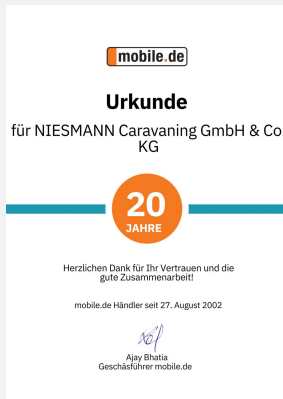 mobile.de
Urkunde
für NIESMANN Caravaning GmbH & Co
KG
20
JAHRE
Herzlichen Dank für Ihr Vertrauen und die
gute Zusammenarbeit!
mobile.de Händler seit 27. August 2002
Ajay Bhatia
Geschäsführer mobile.de